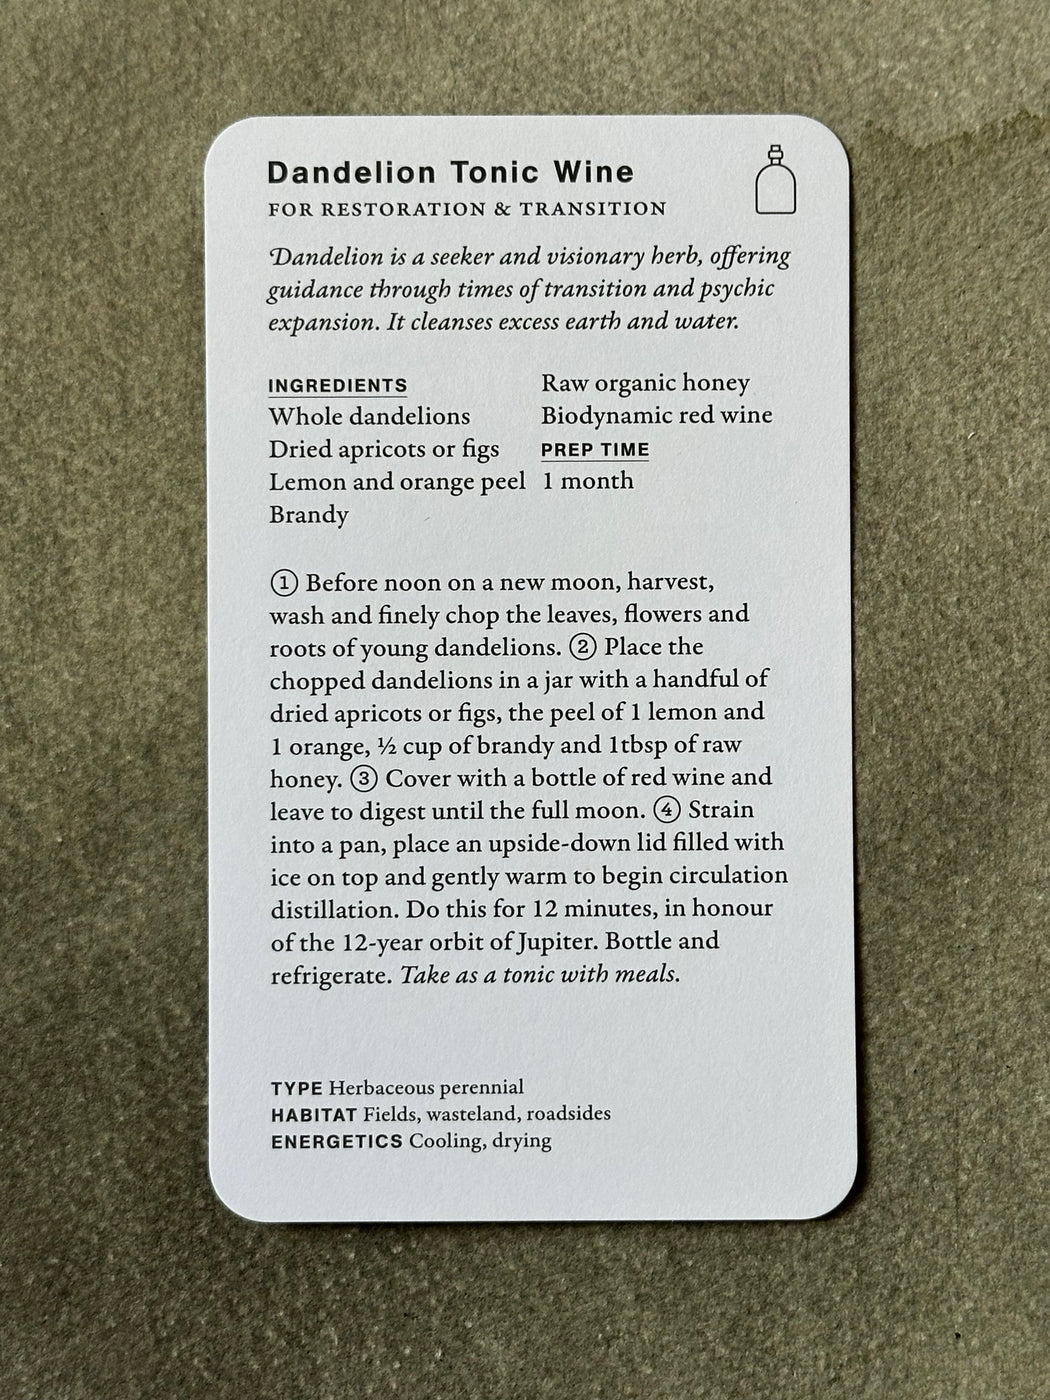 Dandelion Tonic Wine
FOR RESTORATION & TRANSITION
Dandelion is a seeker and visionary herb, offering
guidance through times of transition and psychic
expansion. It cleanses excess earth and water.
INGREDIENTS
Whole dandelions
Dried apricots or figs
Lemon and orange peel
Brandy
Raw organic honey
Biodynamic red wine
PREP TIME
1 month
① Before noon on a new moon, harvest,
wash and finely chop the leaves, flowers and
roots of young dandelions. ② Place the
chopped dandelions in a jar with a handful of
dried apricots or figs, the peel of 1 lemon and
1 orange, ½ cup of brandy and 1tbsp of raw
honey. ③ Cover with a bottle of red wine and
leave to digest until the full moon. ④ Strain
into a pan, place an upside-down lid filled with
ice on top and gently warm to begin circulation
distillation. Do this for 12 minutes, in honour
of the 12-year orbit of Jupiter. Bottle and
refrigerate. Take as a tonic with meals.
TYPE Herbaceous perennial
HABITAT Fields, wasteland, roadsides
ENERGETICS Cooling, drying